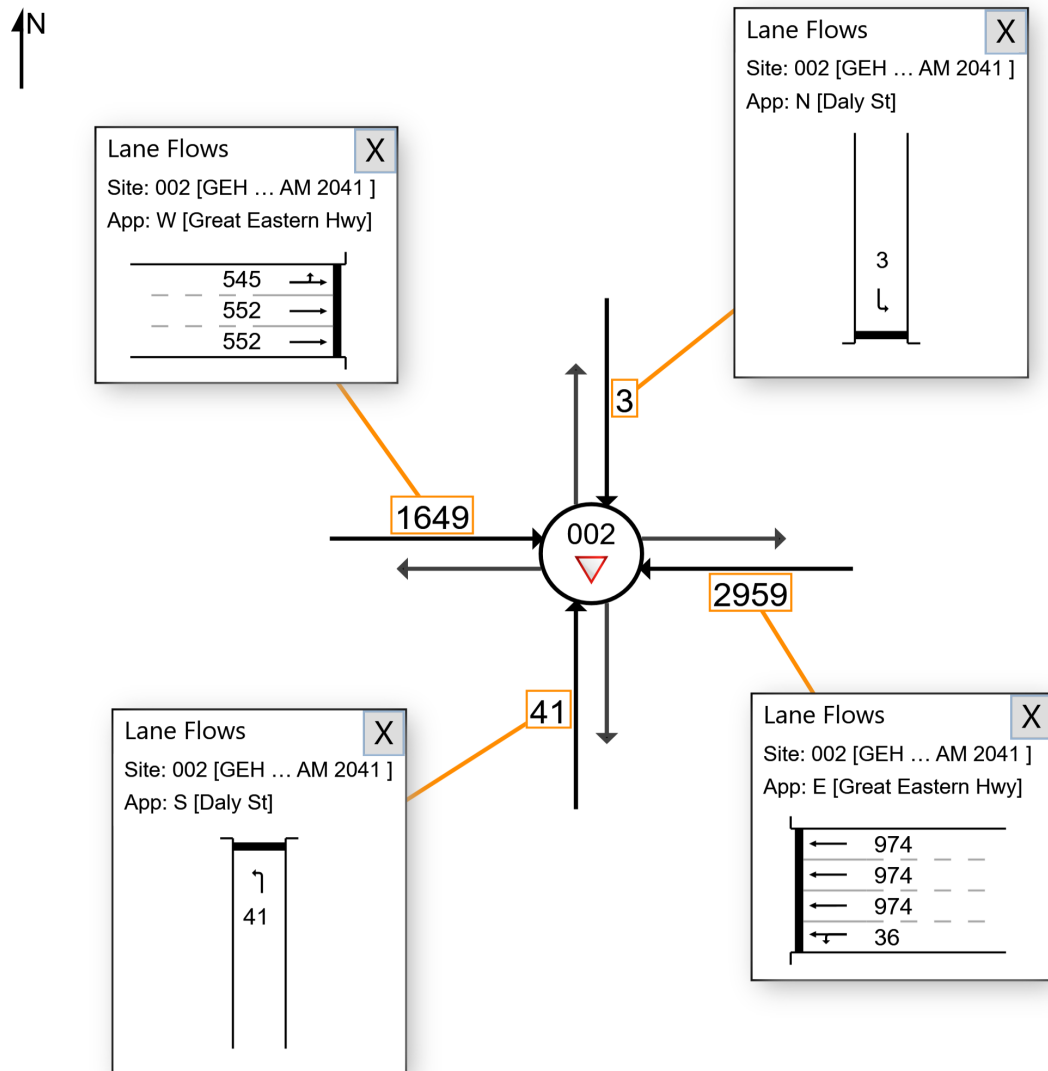 N
Lane Flows
X
Site: 002 [GEH ... AM 2041 ]
App: N [Daly St]
3
Lane Flows
X
Site: 002 [GEH ... AM 2041 ]
App: W [Great Eastern Hwy]
545
552
552
3
1649
002
2959
41
Lane Flows
X
Site: 002 [GEH ... AM 2041 ]
App: S [Daly St]
41
Lane Flows
X
Site: 002 [GEH ... AM 2041 ]
App: E [Great Eastern Hwy]
974
974
974
36